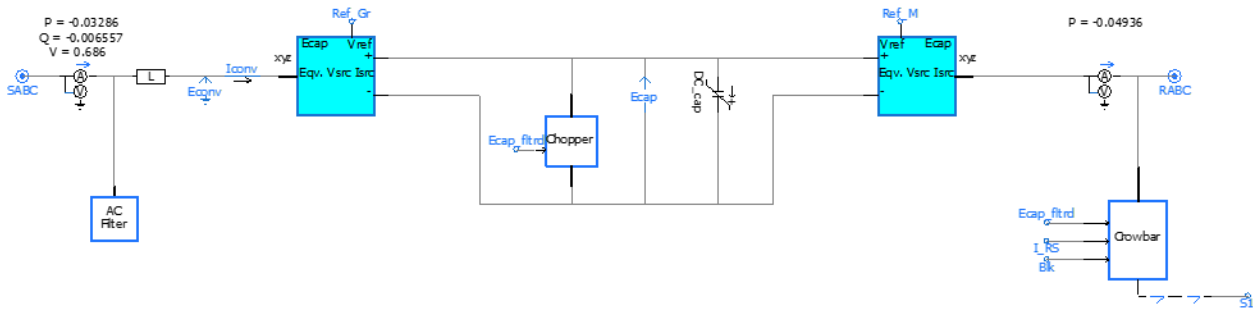 P = -0.03286
Q = -0.006557
V = 0.686
SABC
A
V
L
Econv
Iconv
AC
Filter
Ref_Gr
xyz
Ecap
Vref
+
Eqv. Vsrc Isrc
-
Ecap_fltrd
Chopper
Ecap
DC_cap
+
Ref_M
Vref
Ecap
+
Eqv. Vsrc Isrc
-
xyz
P = -0.04936
A
V
RABC
Ecap_fltrd
I_RS
Blk
Crowbar
S1